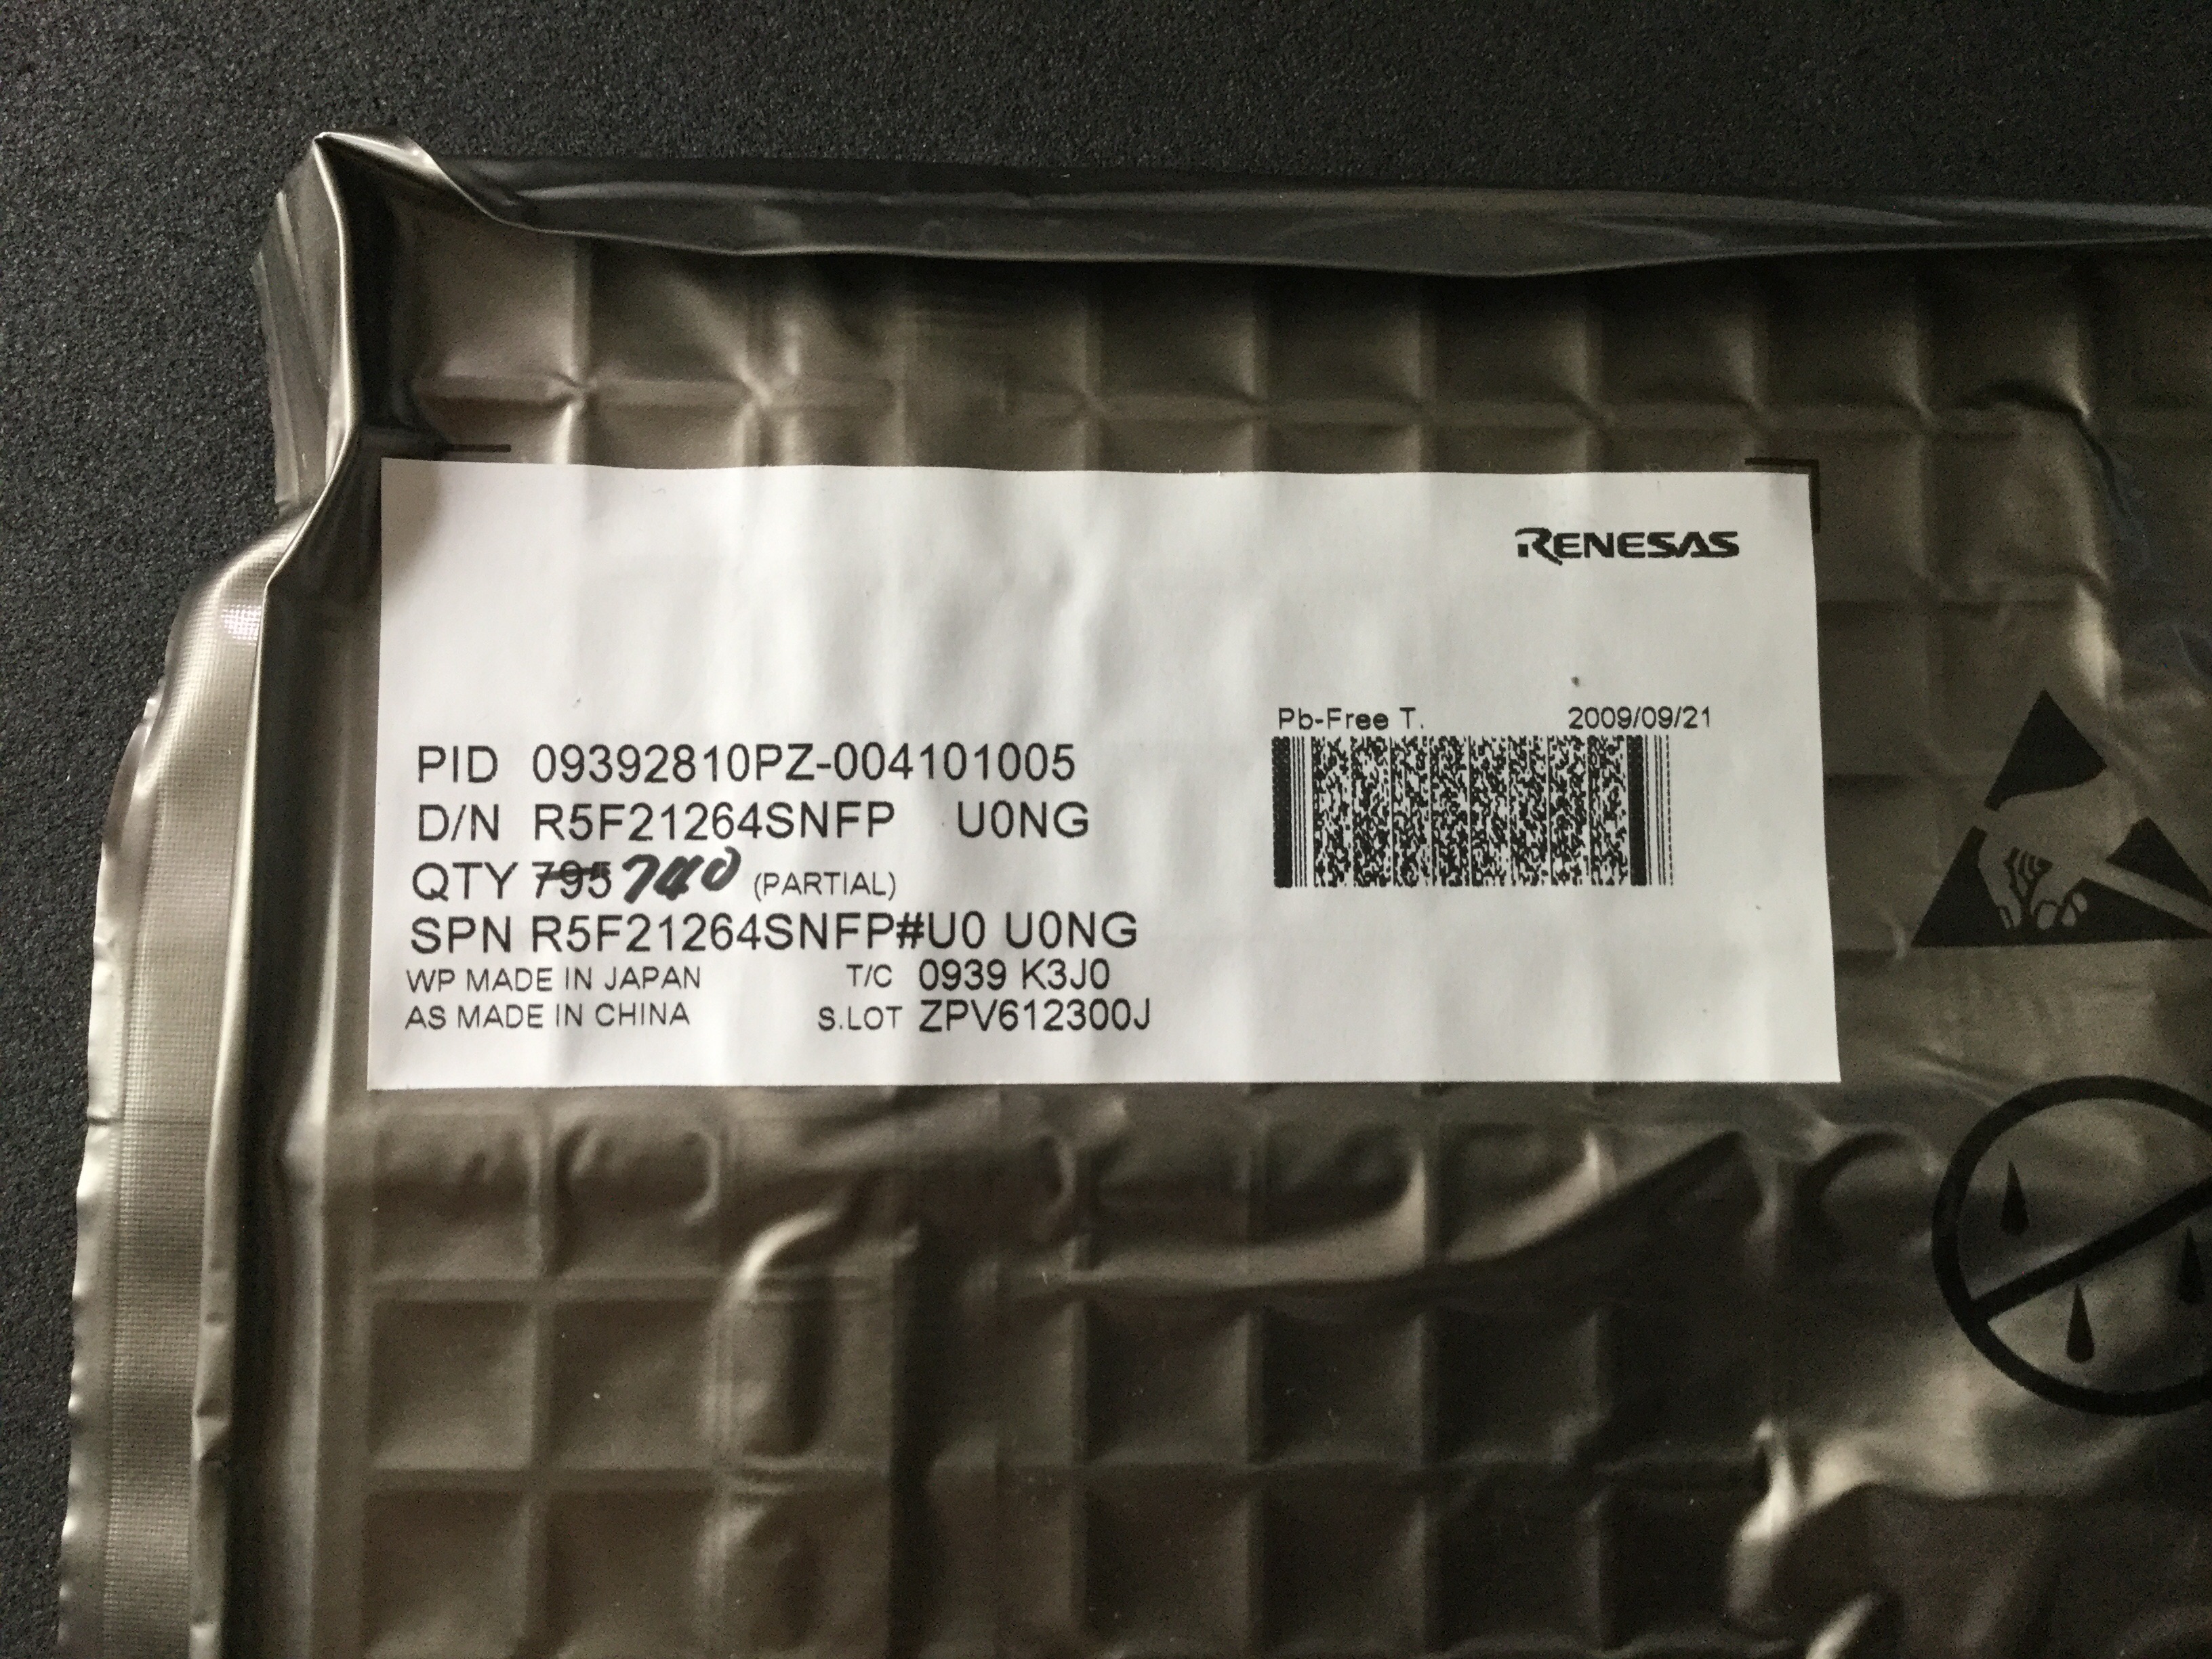 RENESAS
Pb-Free T. 2009/09/21
PID 09392810PZ-004101005
D/N R5F21264SNFP U0NG
QTY 795 740 (PARTIAL)
SPN R5F21264SNFP#U0 U0NG
WP MADE IN JAPAN T/C 0939 K3J0
AS MADE IN CHINA S.LOT ZPV612300J